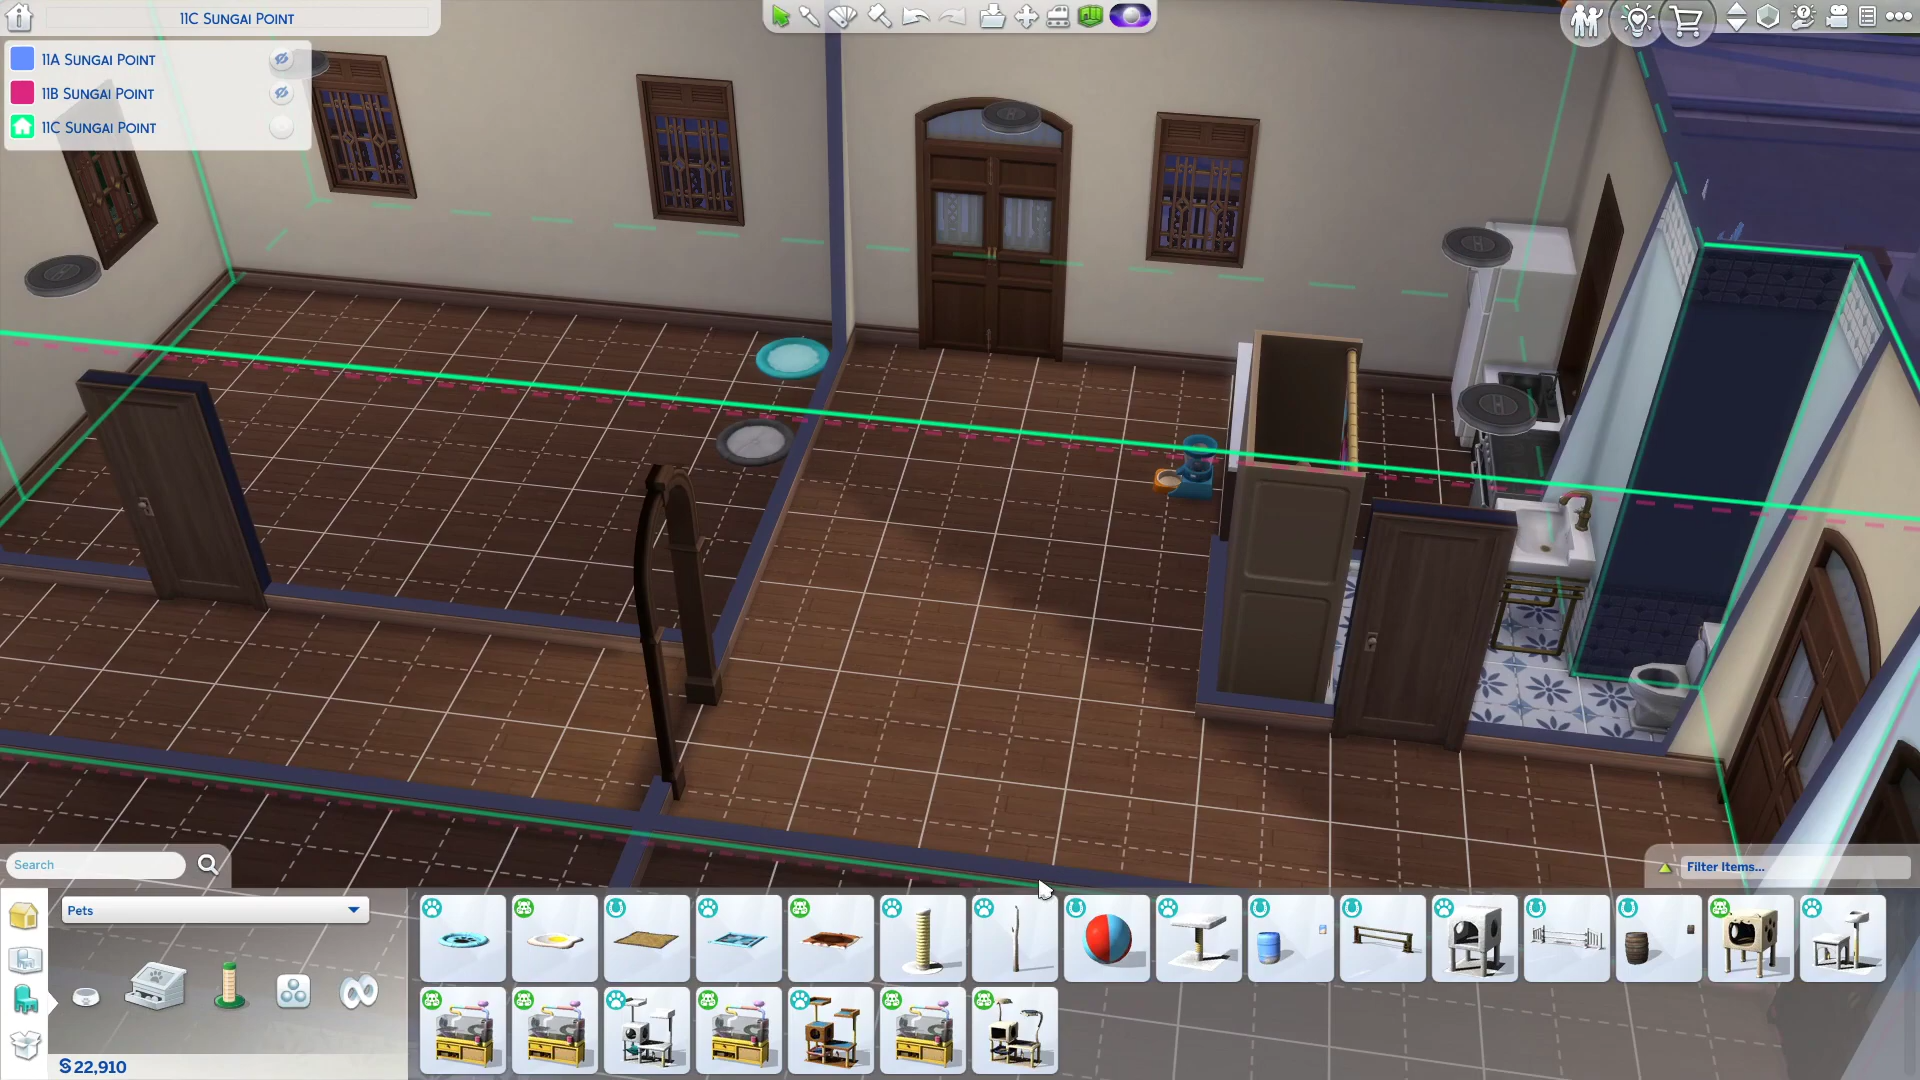 11C Sungai Point
11A Sungai Point
11B Sungai Point
11C Sungai Point
Search
Filter Items...
Pets
§22,910